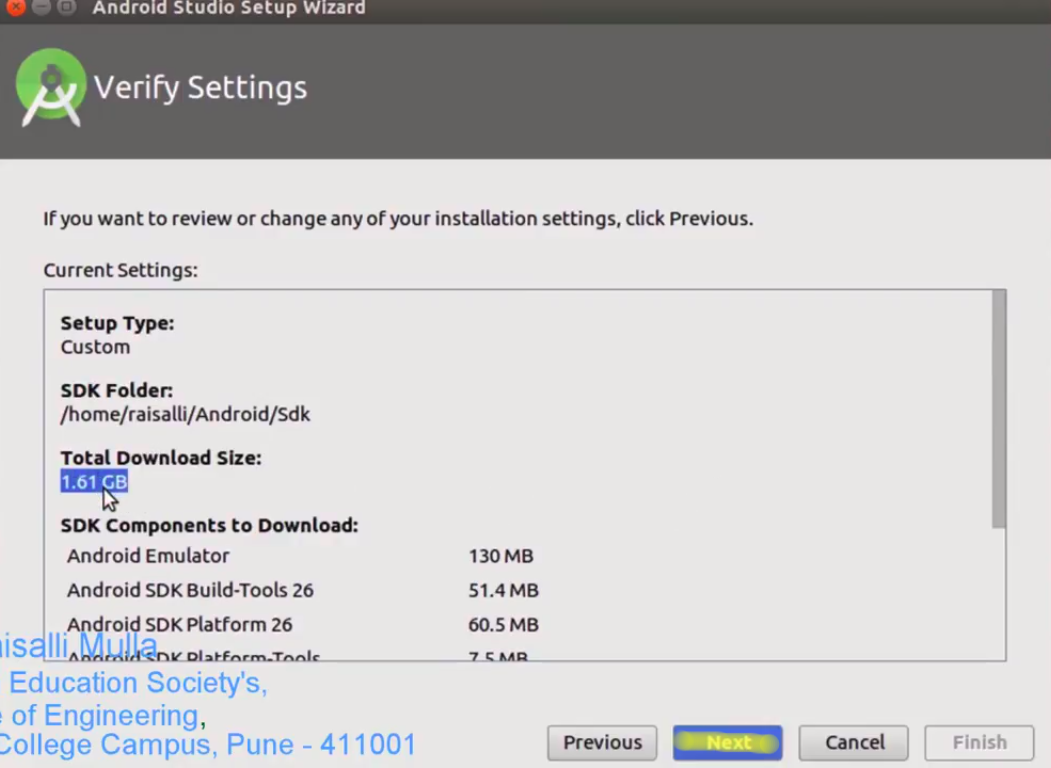 Android Studio Setup Wizard
Verify Settings
If you want to review or change any of your installation settings, click Previous.
Current Settings:
Setup Type:
Custom
SDK Folder:
/home/raisalli/Android/Sdk
Total Download Size:
1.61 GB
SDK Components to Download:
Android Emulator 130 MB
Android SDK Build-Tools 26 51.4 MB
Android SDK Platform 26 60.5 MB
Android SDK Platform-Tools 7.5 MB
Mulla
Education Society's,
of Engineering,
College Campus, Pune - 411001
Previous Next Cancel Finish